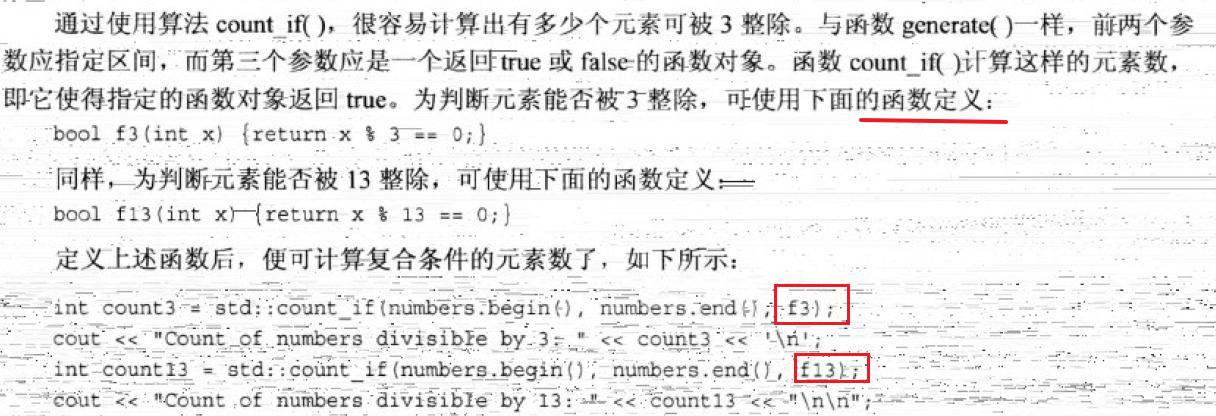 通过使用算法 count_if( )，很容易计算出有多少个元素可被 3 整除。与函数 generate( )一样，前两个参
数应指定区间，而第三个参数应是一个返回 true 或 false 的函数对象。函数 count_if( )计算这样的元素数，
即它使得指定的函数对象返回 true。为判断元素能否被 3 整除，可使用下面的函数定义：
bool f3(int x) {return x % 3 == 0;}
同样，为判断元素能否被 13 整除，可使用下面的函数定义：
bool f13(int x) {return x % 13 == 0;}
定义上述函数后，便可计算复合条件的元素数了，如下所示：
int count3 = std::count_if(numbers.begin(), numbers.end(), f3);
cout << "Count of numbers divisible by 3: " << count3 << '\n';
int count13 = std::count_if(numbers.begin(), numbers.end(), f13);
cout << "Count of numbers divisible by 13: " << count13 << "\n\n";